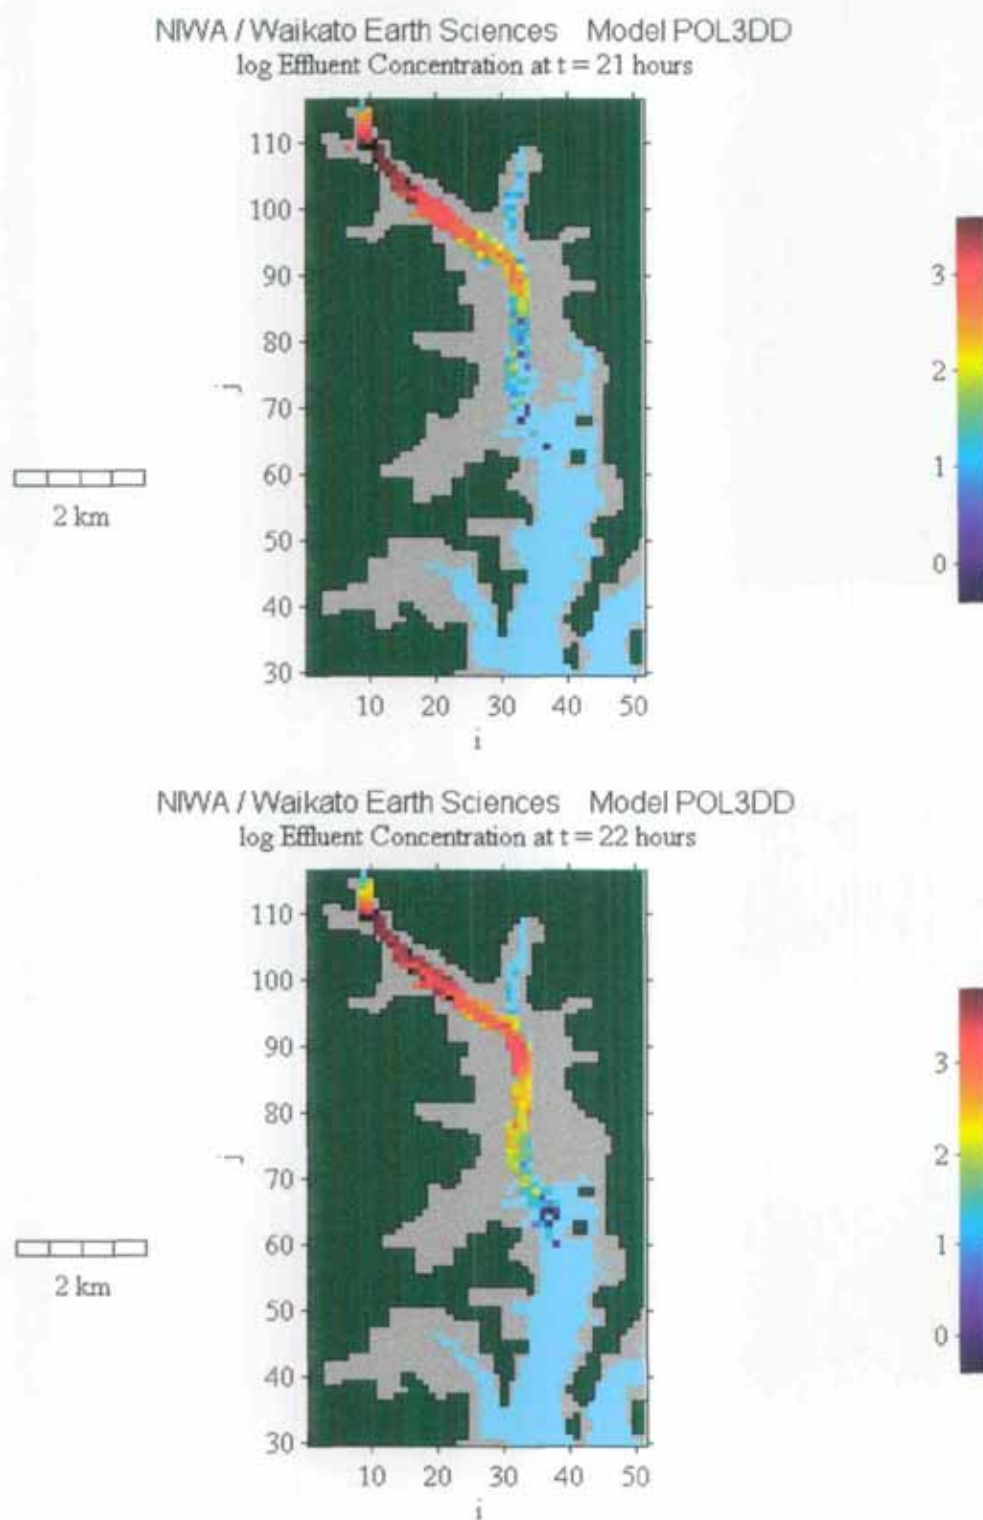 NIWA / Waikato Earth Sciences Model POL3DD
log Effluent Concentration at t = 21 hours
110
100
90
80
70
60
50
40
30
j
10 20 30 40 50
i
2 km
3
2
1
0
NIWA / Waikato Earth Sciences Model POL3DD
log Effluent Concentration at t = 22 hours
110
100
90
80
70
60
50
40
30
j
10 20 30 40 50
i
2 km
3
2
1
0